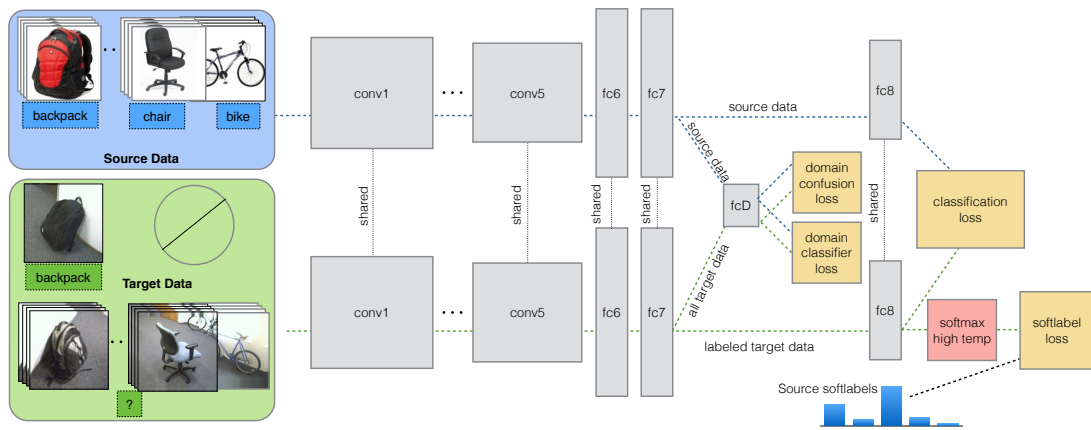 backpack
chair
bike
Source Data
backpack
Target Data
?
conv1
...
conv5
fc6
fc7
source data
fc8
source data
shared
shared
shared
shared
shared
fcD
domain
confusion
loss
domain
classifier
loss
classification
loss
all target data
conv1
...
conv5
fc6
fc7
labeled target data
fc8
softmax
high temp
softlabel
loss
Source softlabels